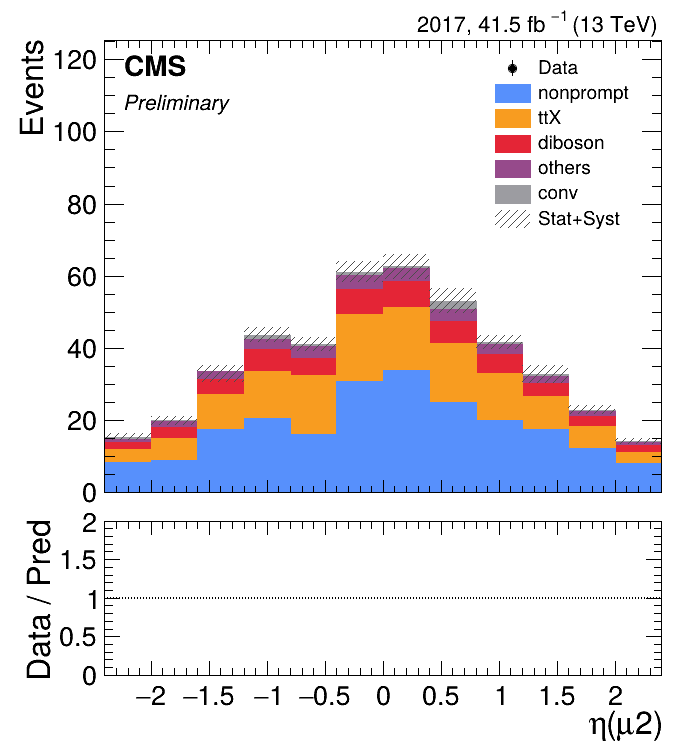 2017, 41.5 fb⁻¹ (13 TeV)
Events
CMS
Preliminary
Data
nonprompt
ttX
diboson
others
conv
Stat+Syst
120
100
80
60
40
20
0
Data / Pred
2
1.5
1
0.5
0
−2 −1.5 −1 −0.5 0 0.5 1 1.5 2
η(μ2)